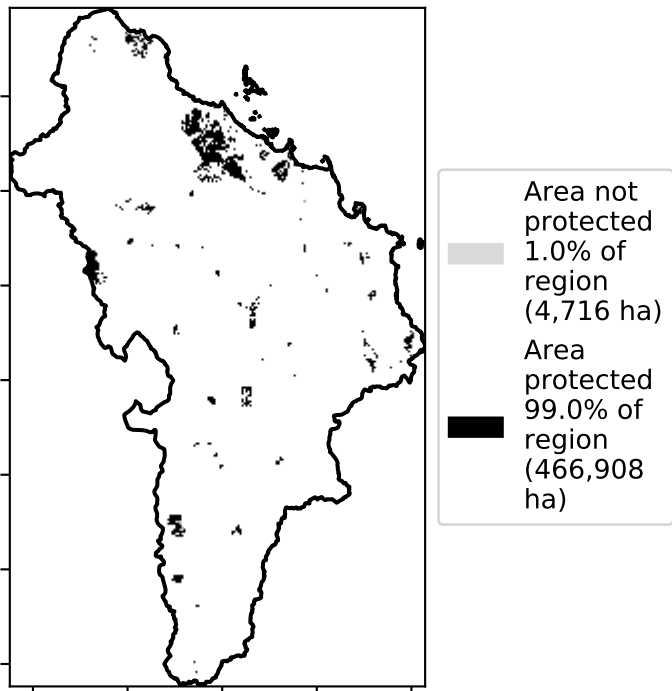 Area not
protected
1.0% of
region
(4,716 ha)
Area
protected
99.0% of
region
(466,908
ha)